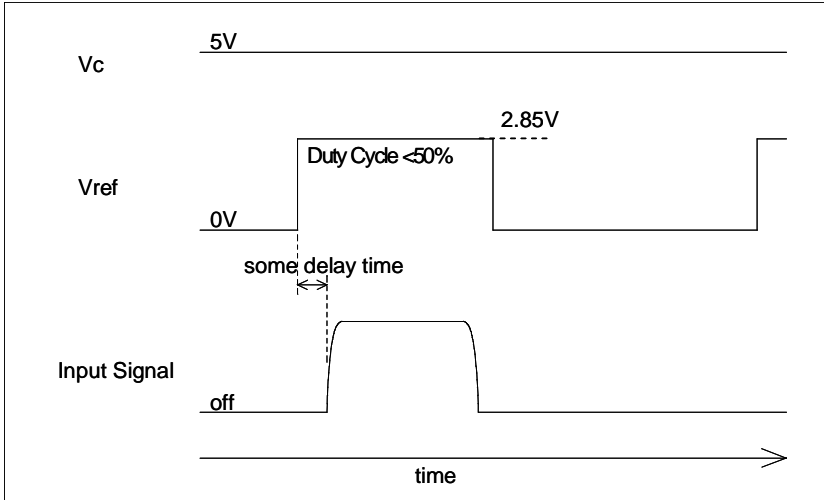 5V
Vc
2.85V
Duty Cycle <50%
Vref
0V
some delay time
Input Signal
off
time